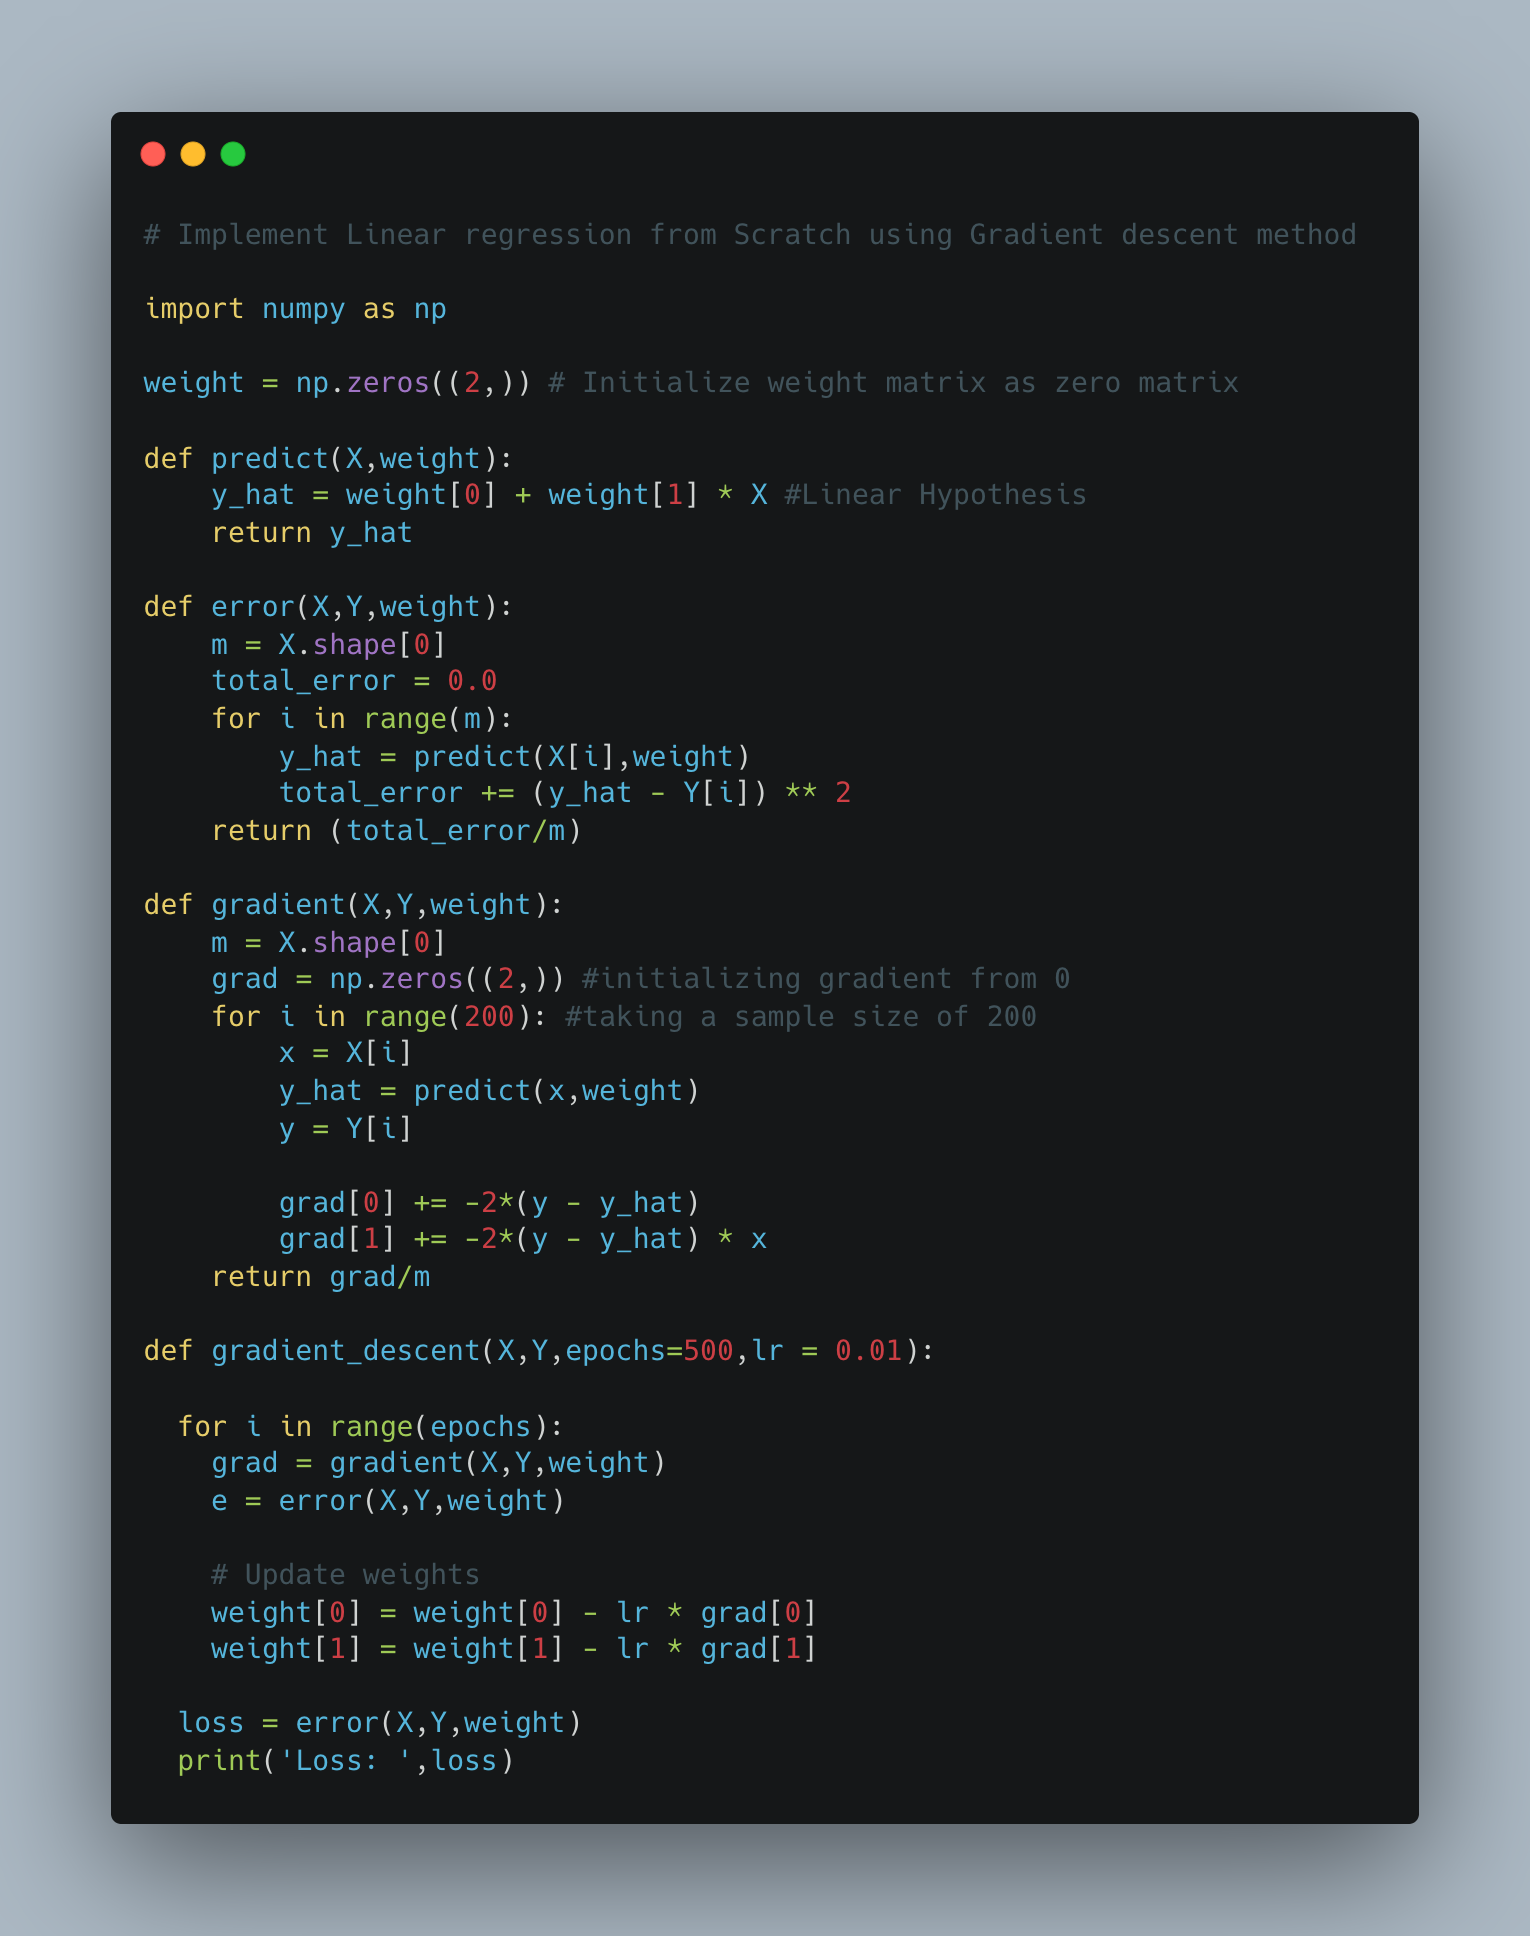 # Implement Linear regression from Scratch using Gradient descent method

import numpy as np

weight = np.zeros((2,)) # Initialize weight matrix as zero matrix

def predict(X,weight):
    y_hat = weight[0] + weight[1] * X #Linear Hypothesis
    return y_hat

def error(X,Y,weight):
    m = X.shape[0]
    total_error = 0.0
    for i in range(m):
        y_hat = predict(X[i],weight)
        total_error += (y_hat - Y[i]) ** 2
    return (total_error/m)

def gradient(X,Y,weight):
    m = X.shape[0]
    grad = np.zeros((2,)) #initializing gradient from 0
    for i in range(200): #taking a sample size of 200
        x = X[i]
        y_hat = predict(x,weight)
        y = Y[i]

        grad[0] += -2*(y - y_hat)
        grad[1] += -2*(y - y_hat) * x
    return grad/m

def gradient_descent(X,Y,epochs=500,lr = 0.01):

  for i in range(epochs):
    grad = gradient(X,Y,weight)
    e = error(X,Y,weight)

    # Update weights
    weight[0] = weight[0] - lr * grad[0]
    weight[1] = weight[1] - lr * grad[1]

  loss = error(X,Y,weight)
  print('Loss: ',loss)